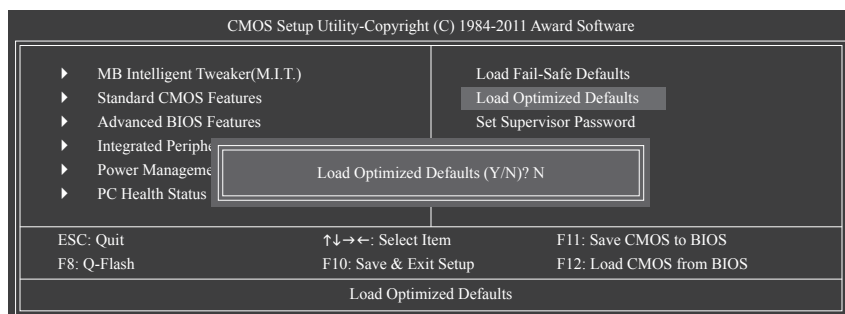 CMOS Setup Utility-Copyright (C) 1984-2011 Award Software
MB Intelligent Tweaker(M.I.T.)
Standard CMOS Features
Advanced BIOS Features
Integrated Periphe
Power Manageme
PC Health Status
Load Fail-Safe Defaults
Load Optimized Defaults
Set Supervisor Password
Load Optimized Defaults (Y/N)? N
ESC: Quit
↑↓→←: Select Item
F11: Save CMOS to BIOS
F8: Q-Flash
F10: Save & Exit Setup
F12: Load CMOS from BIOS
Load Optimized Defaults